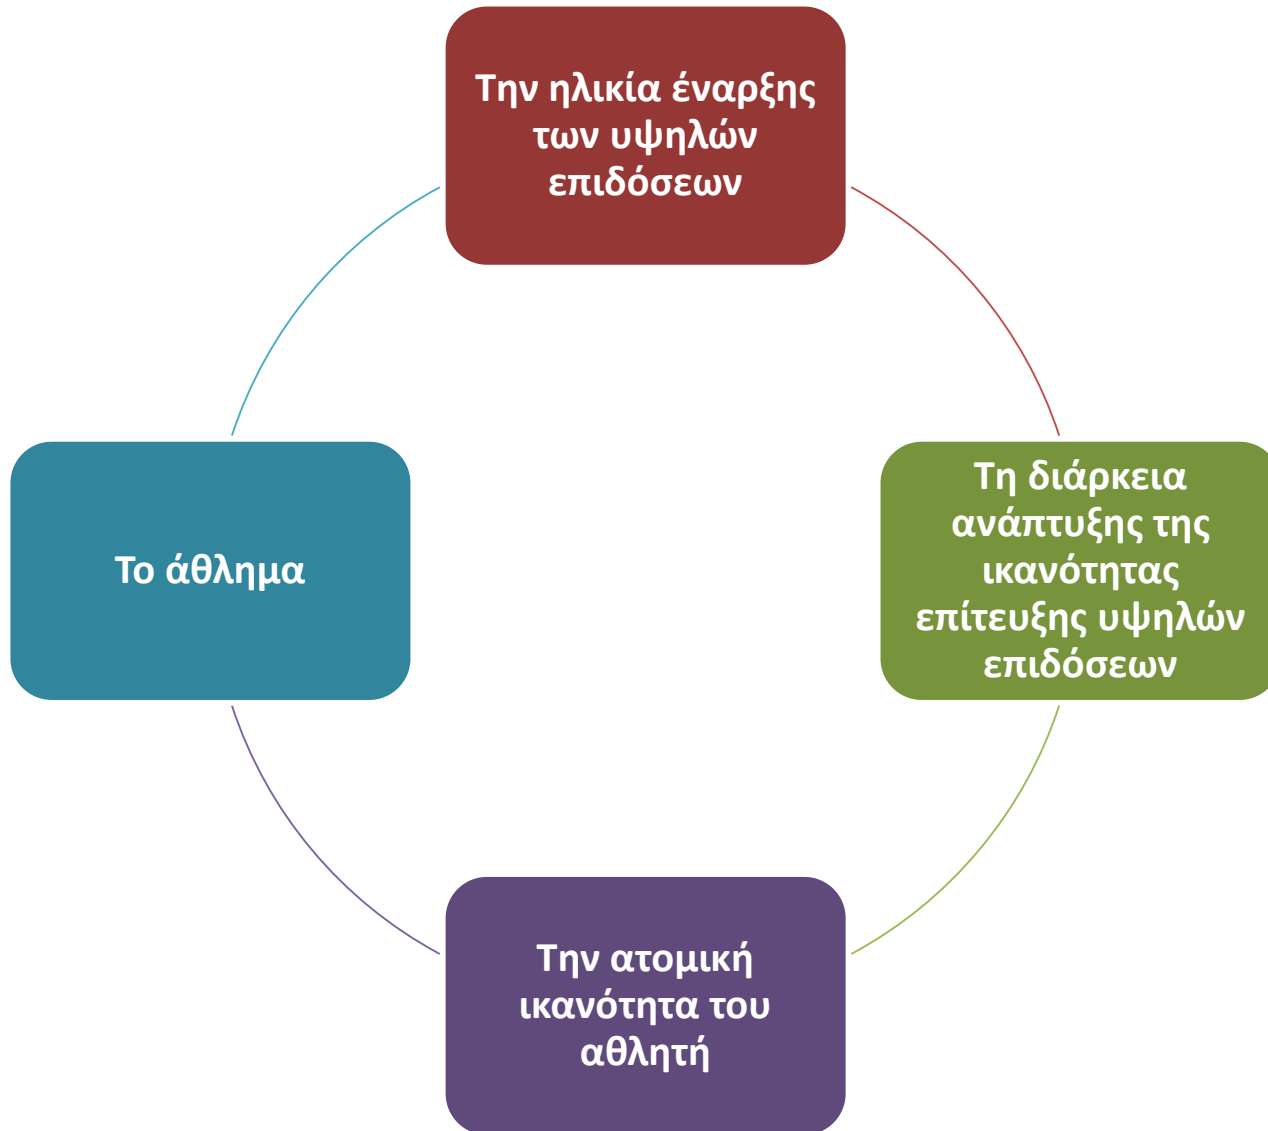 Την ηλικία έναρξης
των υψηλών
επιδόσεων
Τη διάρκεια
ανάπτυξης της
ικανότητας
επίτευξης υψηλών
επιδόσεων
Την ατομική
ικανότητα του
αθλητή
Το άθλημα